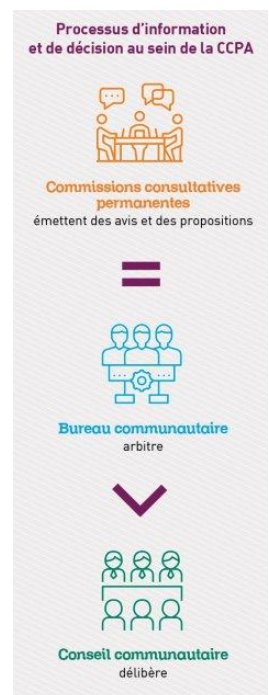 Processus d'information
et de décision au sein de la CCPA
Commissions consultatives
permanentes
émettent des avis et des propositions
Bureau communautaire
arbitre
Conseil communautaire
délibère